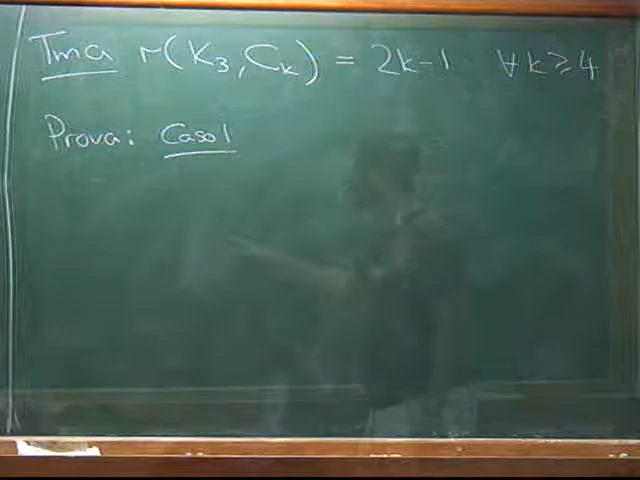 Tma r(K₃, Cₖ) = 2k-1 ∀k≥4
Prova: Caso 1